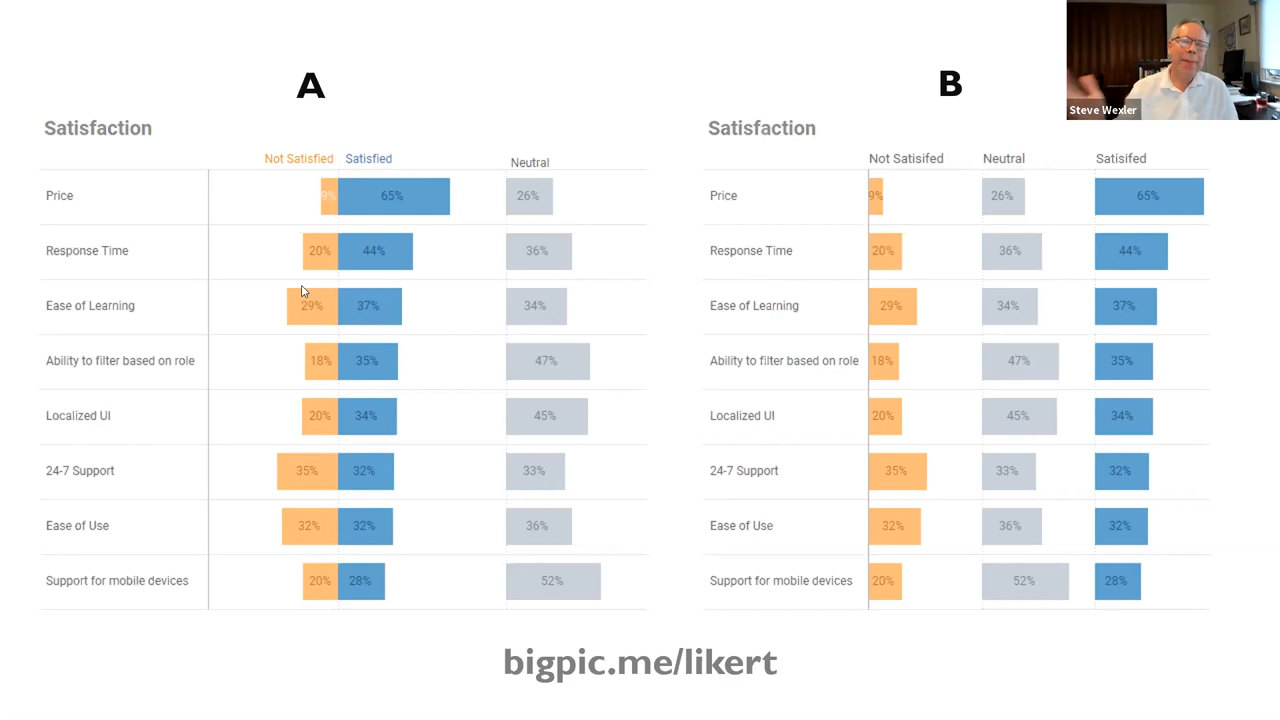 A
B
Steve Wexler
Satisfaction
Not Satisfied Satisfied Neutral
Price 9% 65% 26%
Response Time 20% 44% 36%
Ease of Learning 29% 37% 34%
Ability to filter based on role 18% 35% 47%
Localized UI 20% 34% 45%
24-7 Support 35% 32% 33%
Ease of Use 32% 32% 36%
Support for mobile devices 20% 28% 52%
Satisfaction
Not Satisifed Neutral Satisifed
Price 9% 26% 65%
Response Time 20% 36% 44%
Ease of Learning 29% 34% 37%
Ability to filter based on role 18% 47% 35%
Localized UI 20% 45% 34%
24-7 Support 35% 33% 32%
Ease of Use 32% 36% 32%
Support for mobile devices 20% 52% 28%
bigpic.me/likert